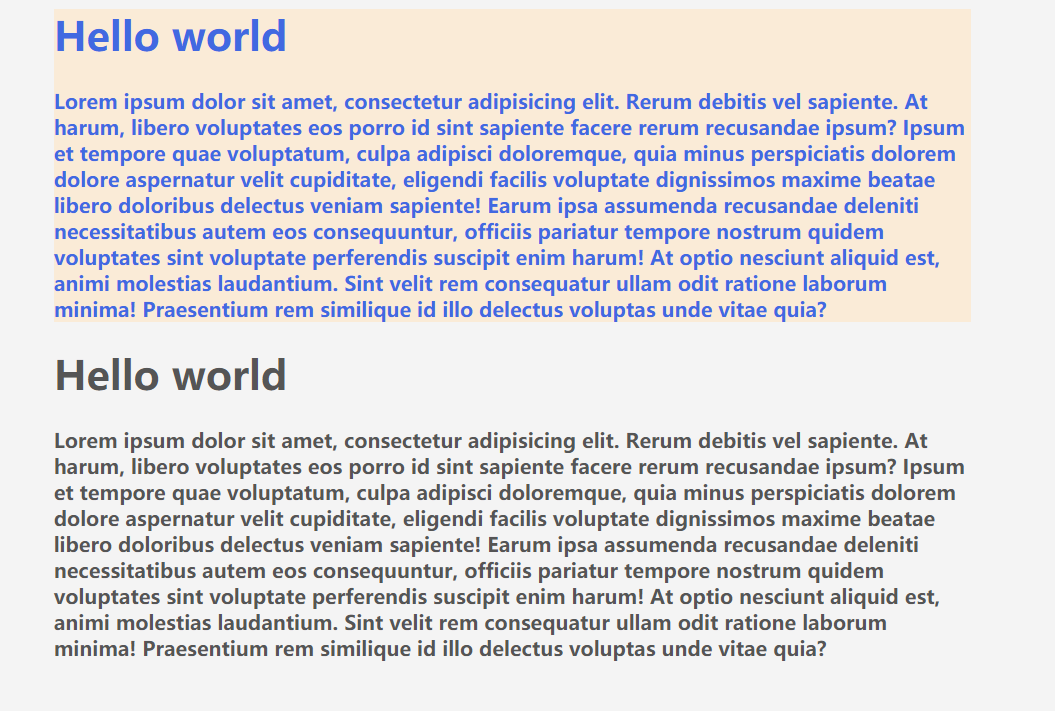 Hello world
Lorem ipsum dolor sit amet, consectetur adipisicing elit. Rerum debitis vel sapiente. At
harum, libero voluptates eos porro id sint sapiente facere rerum recusandae ipsum? Ipsum
et tempore quae voluptatum, culpa adipisci doloremque, quia minus perspiciatis dolorem
dolore aspernatur velit cupiditate, eligendi facilis voluptate dignissimos maxime beatae
libero doloribus delectus veniam sapiente! Earum ipsa assumenda recusandae deleniti
necessitatibus autem eos consequuntur, officiis pariatur tempore nostrum quidem
voluptates sint voluptate perferendis suscipit enim harum! At optio nesciunt aliquid est,
animi molestias laudantium. Sint velit rem consequatur ullam odit ratione laborum
minima! Praesentium rem similique id illo delectus voluptas unde vitae quia?
Hello world
Lorem ipsum dolor sit amet, consectetur adipisicing elit. Rerum debitis vel sapiente. At
harum, libero voluptates eos porro id sint sapiente facere rerum recusandae ipsum? Ipsum
et tempore quae voluptatum, culpa adipisci doloremque, quia minus perspiciatis dolorem
dolore aspernatur velit cupiditate, eligendi facilis voluptate dignissimos maxime beatae
libero doloribus delectus veniam sapiente! Earum ipsa assumenda recusandae deleniti
necessitatibus autem eos consequuntur, officiis pariatur tempore nostrum quidem
voluptates sint voluptate perferendis suscipit enim harum! At optio nesciunt aliquid est,
animi molestias laudantium. Sint velit rem consequatur ullam odit ratione laborum
minima! Praesentium rem similique id illo delectus voluptas unde vitae quia?